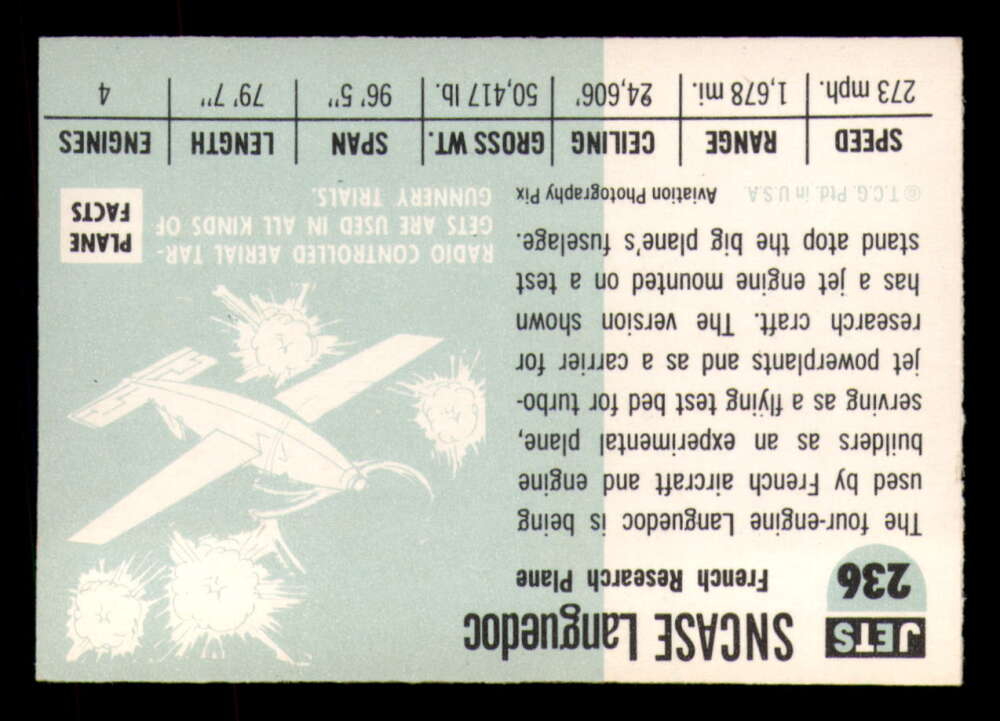 JETS
236
SNCASE Languedoc
French Research Plane
The four-engine Languedoc is being
used by French aircraft and engine
builders as an experimental plane,
serving as a flying test bed for turbo-
jet powerplants and as a carrier for
research craft. The version shown
has a jet engine mounted on a test
stand atop the big plane's fuselage.
© T.C.G. Ptd. in U.S.A
Aviation Photography Pix
PLANE
FACTS
RADIO CONTROLLED AERIAL TAR-
GETS ARE USED IN ALL KINDS OF
GUNNERY TRIALS.
SPEED RANGE CEILING GROSS WT. SPAN LENGTH ENGINES
273 mph. 1,678 mi. 24,606' 50,417 lb. 96' 5" 79' 7" 4